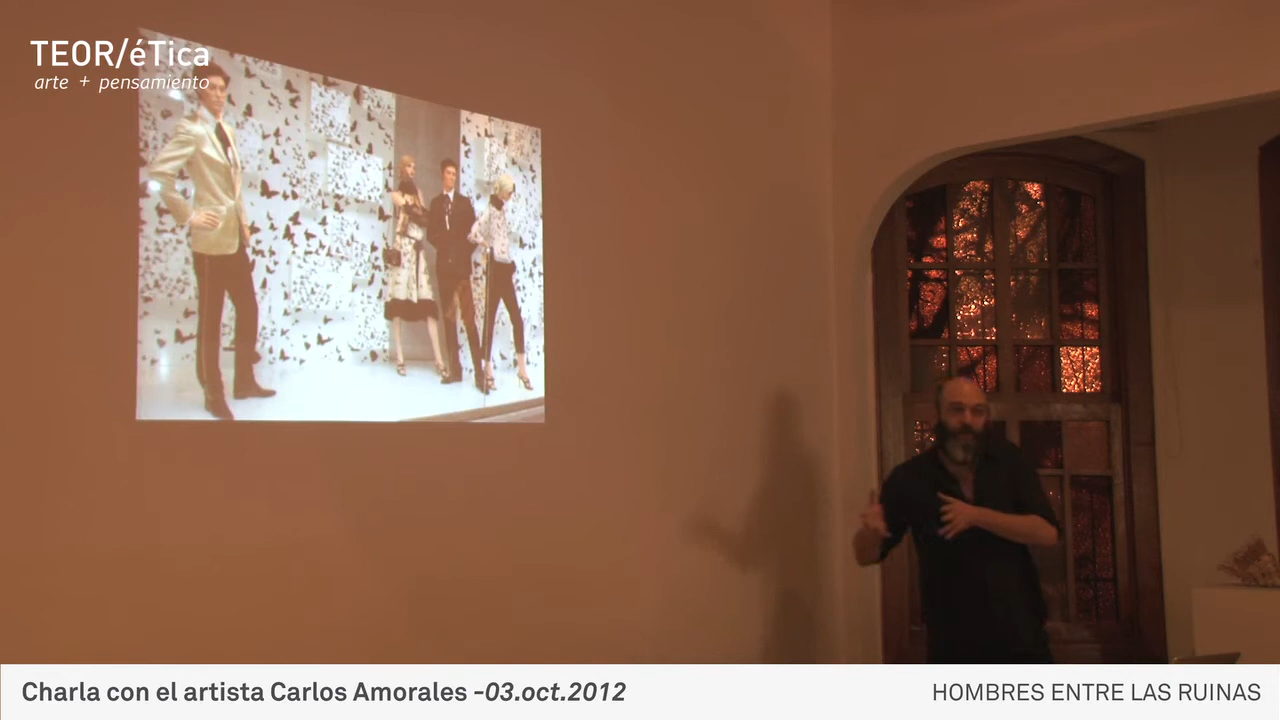 TEOR/éTica
arte + pensamiento
Charla con el artista Carlos Amorales -03.oct.2012
HOMBRES ENTRE LAS RUINAS